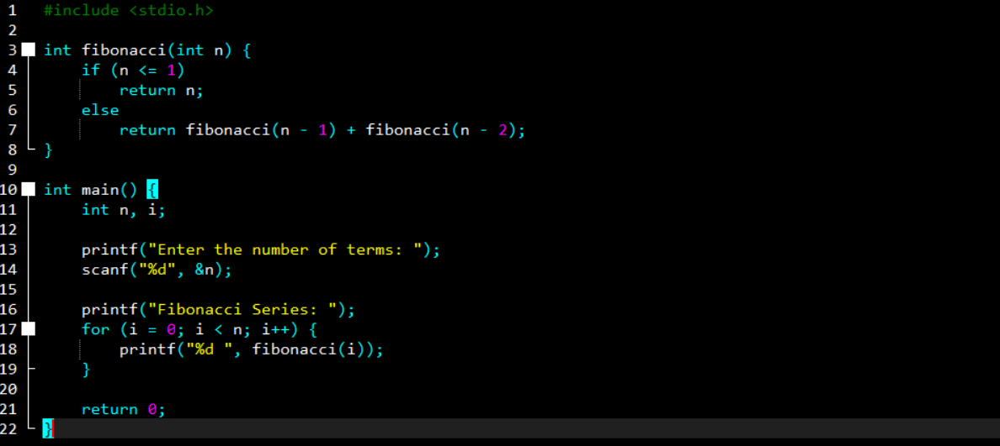 1 #include <stdio.h>
2
3 int fibonacci(int n) {
4     if (n <= 1)
5         return n;
6     else
7         return fibonacci(n - 1) + fibonacci(n - 2);
8 }
9
10 int main() {
11     int n, i;
12
13     printf("Enter the number of terms: ");
14     scanf("%d", &n);
15
16     printf("Fibonacci Series: ");
17     for (i = 0; i < n; i++) {
18         printf("%d ", fibonacci(i));
19     }
20
21     return 0;
22 }